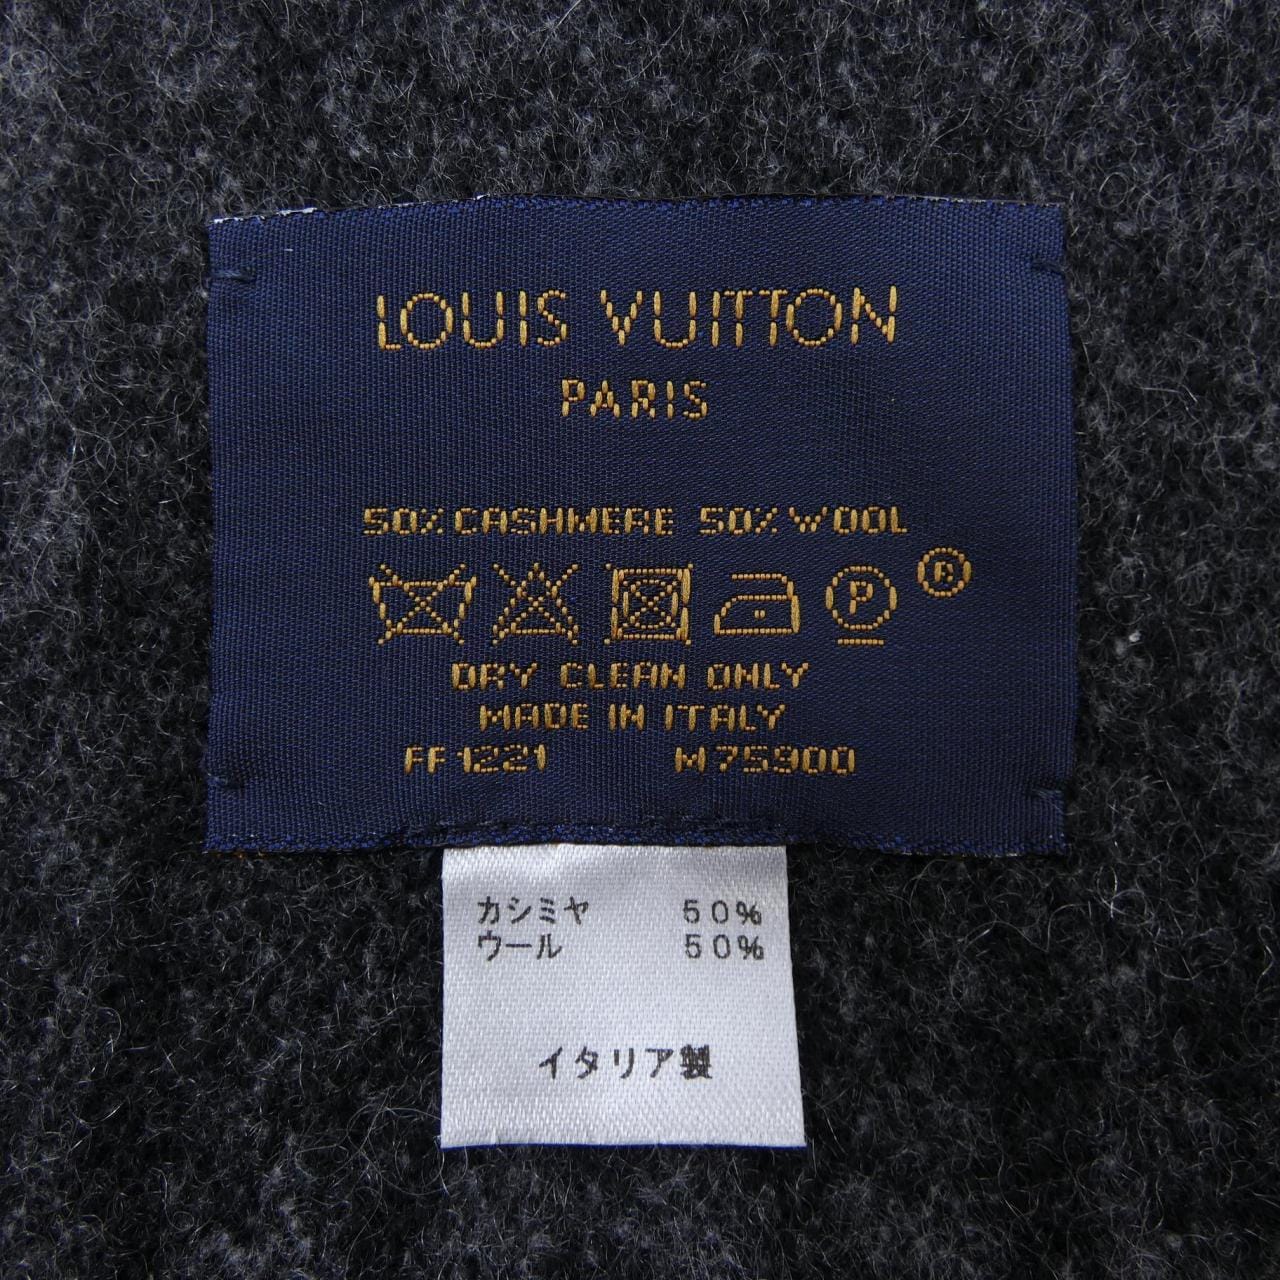 LOUIS VUITTON
PARIS
50% CASHMERE 50% WOOL
P ®
DRY CLEAN ONLY
MADE IN ITALY
FF1221 M75900
カシミヤ 50%
ウール 50%
イタリア製